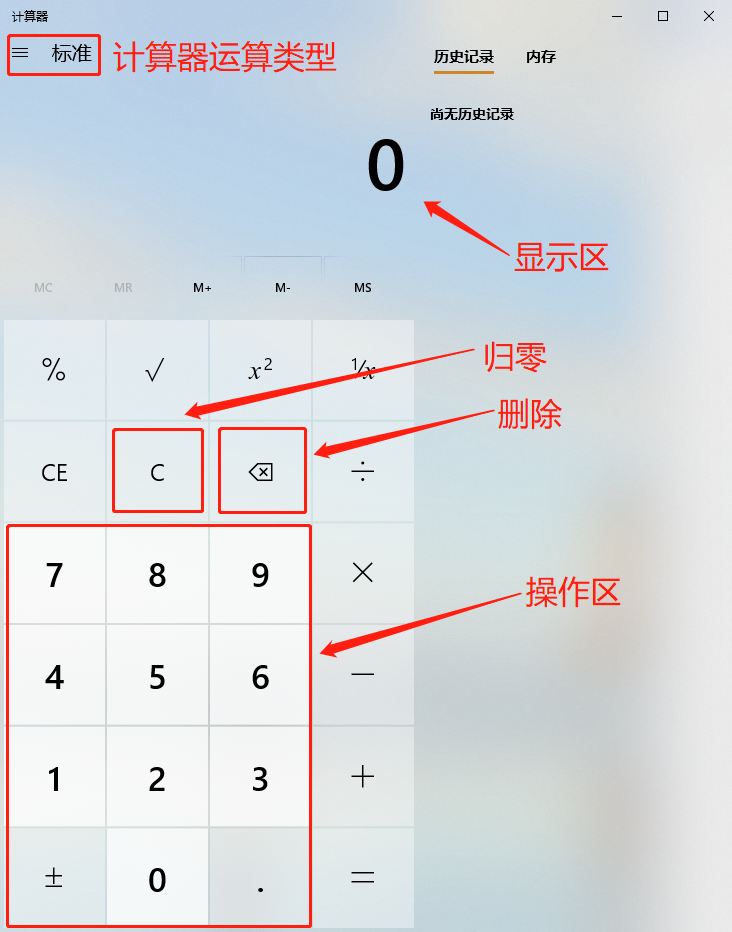 计算器
标准
计算器运算类型
历史记录 内存
尚无历史记录
0
显示区
MC MR M+ M- MS
归零
% √ x² ¹/x
删除
CE C ÷
7 8 9 ×
操作区
4 5 6 −
1 2 3 +
± 0 . =